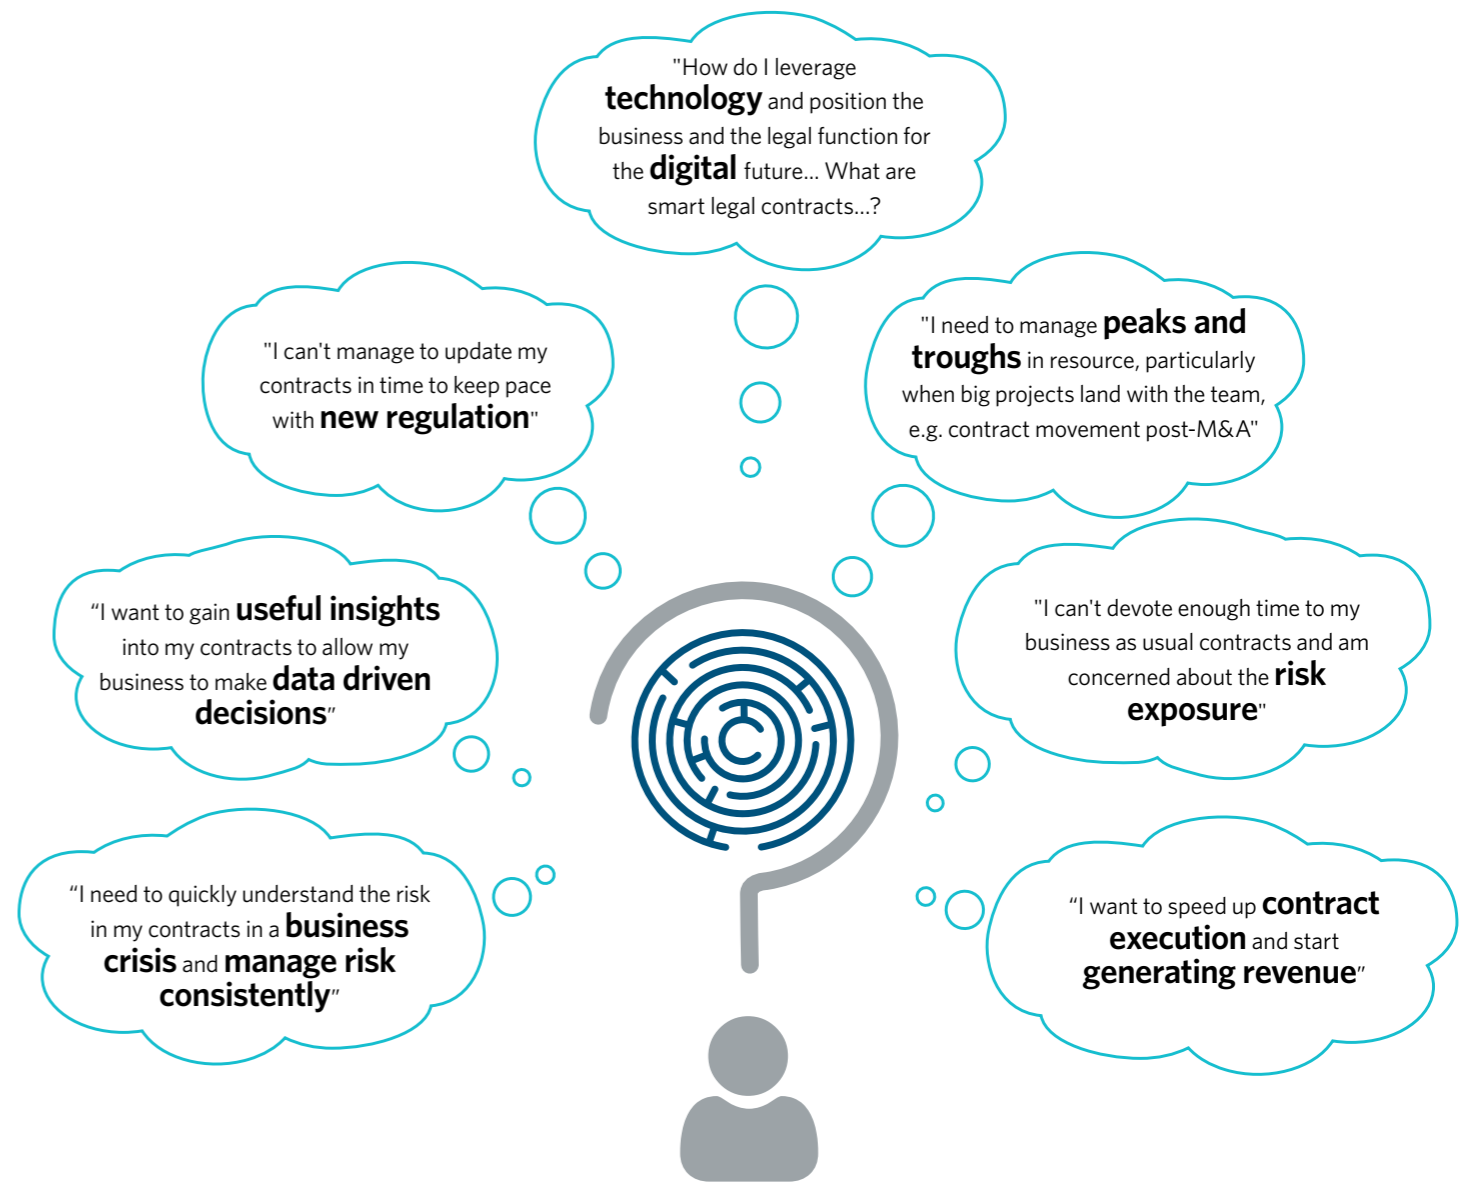 "How do I leverage
technology and position the
business and the legal function for
the digital future... What are
smart legal contracts...?
"I can't manage to update my
contracts in time to keep pace
with new regulation"
"I need to manage peaks and
troughs in resource, particularly
when big projects land with the team,
e.g. contract movement post-M&A"
“I want to gain useful insights
into my contracts to allow my
business to make data driven
decisions”
"I can't devote enough time to my
business as usual contracts and am
concerned about the risk
exposure"
“I need to quickly understand the risk
in my contracts in a business
crisis and manage risk
consistently”
“I want to speed up contract
execution and start
generating revenue”